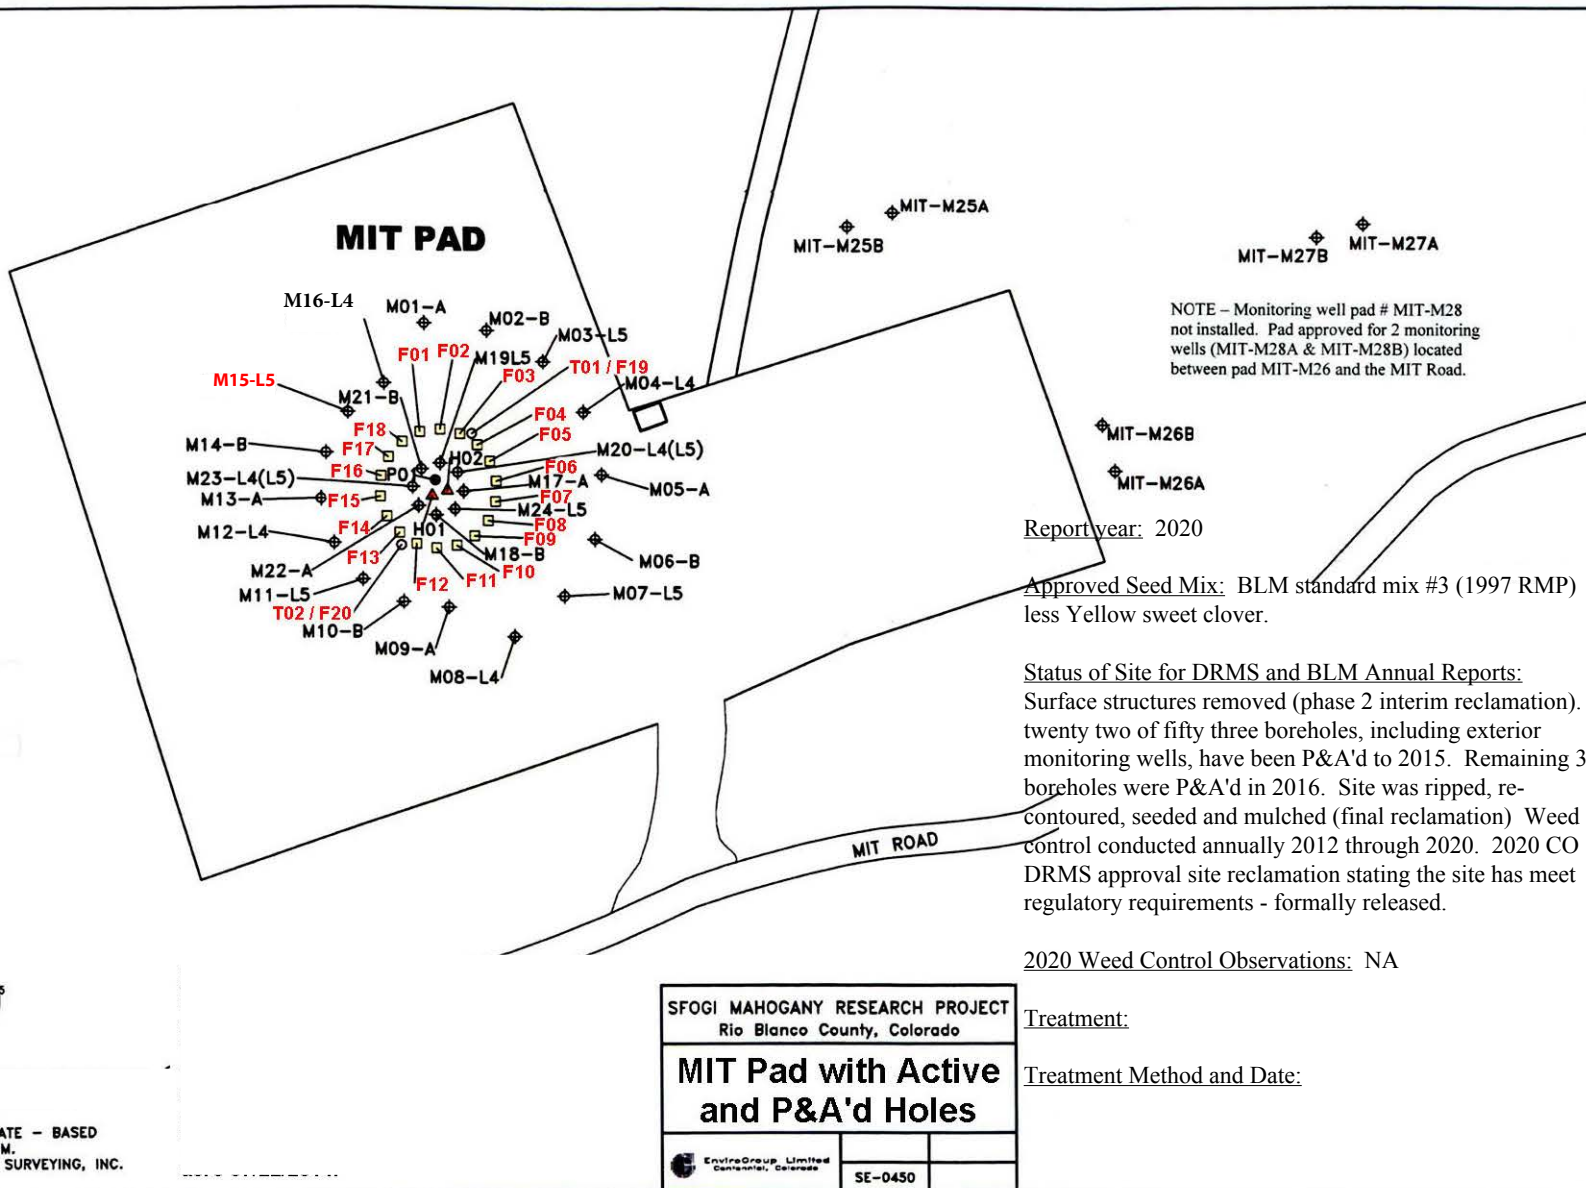 MIT PAD
M16-L4
M01-A
M02-B
M03-L5
F01
F02
M19L5
F03
T01 / F19
M15-L5
M04-L4
M21-B
F04
F18
F05
M14-B
F17
H02
M20-L4(L5)
F16
P01
F06
M23-L4(L5)
M17-A
M05-A
M13-A
F15
F07
M24-L5
M12-L4
F14
H01
F08
F09
F13
M18-B
M06-B
M22-A
F12
F11
F10
M11-L5
M07-L5
T02 / F20
M10-B
M09-A
M08-L4
MIT-M25A
MIT-M25B
MIT-M27B
MIT-M27A
NOTE – Monitoring well pad # MIT-M28
not installed. Pad approved for 2 monitoring
wells (MIT-M28A & MIT-M28B) located
between pad MIT-M26 and the MIT Road.
MIT-M26B
MIT-M26A
MIT ROAD
Report year: 2020
Approved Seed Mix: BLM standard mix #3 (1997 RMP)
less Yellow sweet clover.
Status of Site for DRMS and BLM Annual Reports:
Surface structures removed (phase 2 interim reclamation).
twenty two of fifty three boreholes, including exterior
monitoring wells, have been P&A'd to 2015. Remaining 3
boreholes were P&A'd in 2016. Site was ripped, re-
contoured, seeded and mulched (final reclamation) Weed
control conducted annually 2012 through 2020. 2020 CO
DRMS approval site reclamation stating the site has meet
regulatory requirements - formally released.
2020 Weed Control Observations: NA
Treatment:
Treatment Method and Date:
SFOGI MAHOGANY RESEARCH PROJECT
Rio Blanco County, Colorado
MIT Pad with Active
and P&A'd Holes
EnviroGroup Limited
Centennial, Colorado
SE-0450
ATE – BASED
M.
SURVEYING, INC.